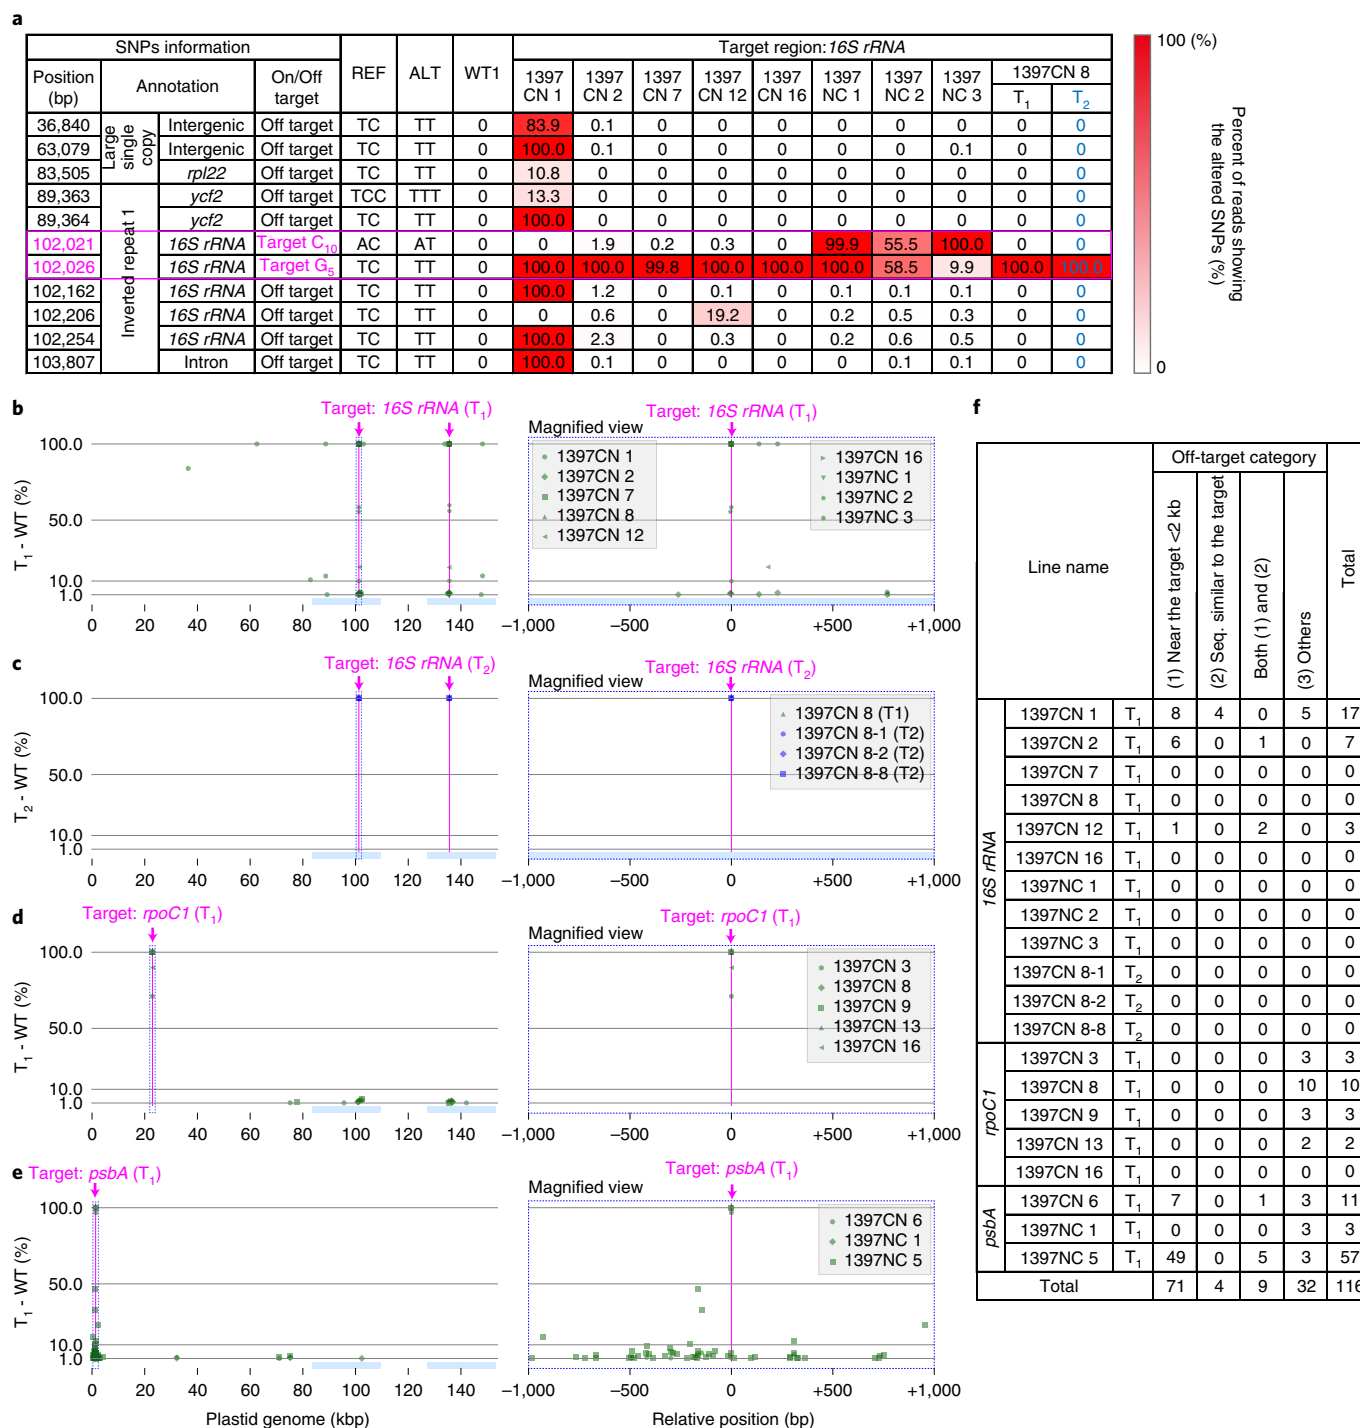 a
SNPs information REF ALT WT1 Target region: 16S rRNA
Position (bp) Annotation On/Off target 1397 CN 1 1397 CN 2 1397 CN 7 1397 CN 12 1397 CN 16 1397 NC 1 1397 NC 2 1397 NC 3 1397CN 8
T1 T2
Large single copy
36,840 Intergenic Off target TC TT 0 83.9 0.1 0 0 0 0 0 0 0 0
63,079 Intergenic Off target TC TT 0 100.0 0.1 0 0 0 0 0 0.1 0 0
83,505 rpl22 Off target TC TT 0 10.8 0 0 0 0 0 0 0 0 0
Inverted repeat 1
89,363 ycf2 Off target TCC TTT 0 13.3 0 0 0 0 0 0 0 0 0
89,364 ycf2 Off target TC TT 0 100.0 0 0 0 0 0 0 0 0 0
102,021 16S rRNA Target C10 AC AT 0 0 1.9 0.2 0.3 0 99.9 55.5 100.0 0 0
102,026 16S rRNA Target G5 TC TT 0 100.0 100.0 99.8 100.0 100.0 100.0 58.5 9.9 100.0 100.0
102,162 16S rRNA Off target TC TT 0 100.0 1.2 0 0.1 0 0.1 0.1 0.1 0 0
102,206 16S rRNA Off target TC TT 0 0 0.6 0 19.2 0 0.2 0.5 0.3 0 0
102,254 16S rRNA Off target TC TT 0 100.0 2.3 0 0.3 0 0.2 0.6 0.5 0 0
103,807 Intron Off target TC TT 0 100.0 0.1 0 0 0 0 0.1 0.1 0 0
100 (%)
0
Percent of reads showing
the altered SNPs (%)
b
Target: 16S rRNA (T1)
T1 - WT (%)
100.0
50.0
10.0
1.0
0 20 40 60 80 100 120 140
Target: 16S rRNA (T1)
Magnified view
1397CN 1
1397CN 2
1397CN 7
1397CN 8
1397CN 12
1397CN 16
1397NC 1
1397NC 2
1397NC 3
−1,000 −500 0 +500 +1,000
c
Target: 16S rRNA (T2)
T2 - WT (%)
100.0
50.0
10.0
1.0
0 20 40 60 80 100 120 140
Target: 16S rRNA (T2)
Magnified view
1397CN 8 (T1)
1397CN 8-1 (T2)
1397CN 8-2 (T2)
1397CN 8-8 (T2)
−1,000 −500 0 +500 +1,000
d
Target: rpoC1 (T1)
T1 - WT (%)
100.0
50.0
10.0
1.0
0 20 40 60 80 100 120 140
Target: rpoC1 (T1)
Magnified view
1397CN 3
1397CN 8
1397CN 9
1397CN 13
1397CN 16
−1,000 −500 0 +500 +1,000
e
Target: psbA (T1)
T1 - WT (%)
100.0
50.0
10.0
1.0
0 20 40 60 80 100 120 140
Plastid genome (kbp)
Target: psbA (T1)
Magnified view
1397CN 6
1397NC 1
1397NC 5
−1,000 −500 0 +500 +1,000
Relative position (bp)
f
Line name Off-target category Total
(1) Near the target <2 kb
(2) Seq. similar to the target
Both (1) and (2)
(3) Others
16S rRNA
1397CN 1 T1 8 4 0 5 17
1397CN 2 T1 6 0 1 0 7
1397CN 7 T1 0 0 0 0 0
1397CN 8 T1 0 0 0 0 0
1397CN 12 T1 1 0 2 0 3
1397CN 16 T1 0 0 0 0 0
1397NC 1 T1 0 0 0 0 0
1397NC 2 T1 0 0 0 0 0
1397NC 3 T1 0 0 0 0 0
1397CN 8-1 T2 0 0 0 0 0
1397CN 8-2 T2 0 0 0 0 0
1397CN 8-8 T2 0 0 0 0 0
rpoC1
1397CN 3 T1 0 0 0 3 3
1397CN 8 T1 0 0 0 10 10
1397CN 9 T1 0 0 0 3 3
1397CN 13 T1 0 0 0 2 2
1397CN 16 T1 0 0 0 0 0
psbA
1397CN 6 T1 7 0 1 3 11
1397NC 1 T1 0 0 0 3 3
1397NC 5 T1 49 0 5 3 57
Total 71 4 9 32 116